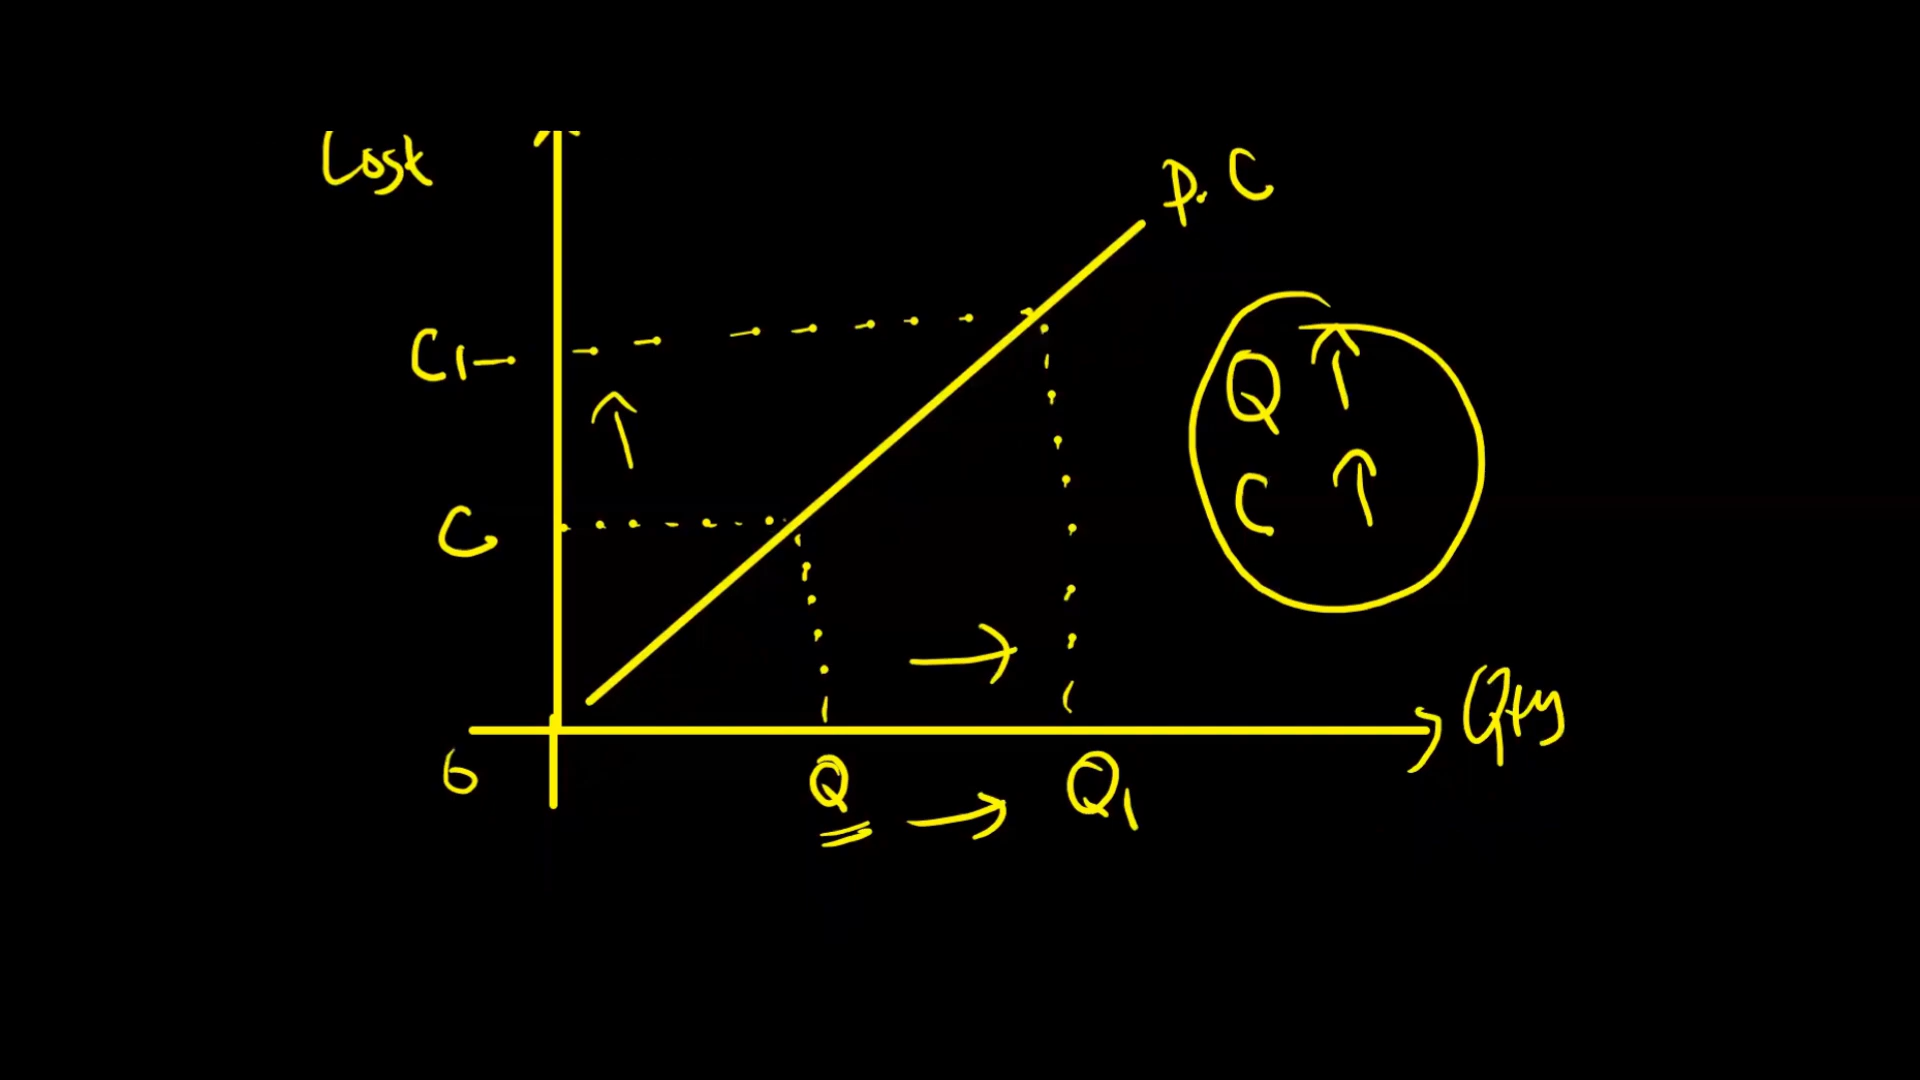 Cost
P.C
C1
Q ↑
C ↑
C
Qty
0
Q → Q1